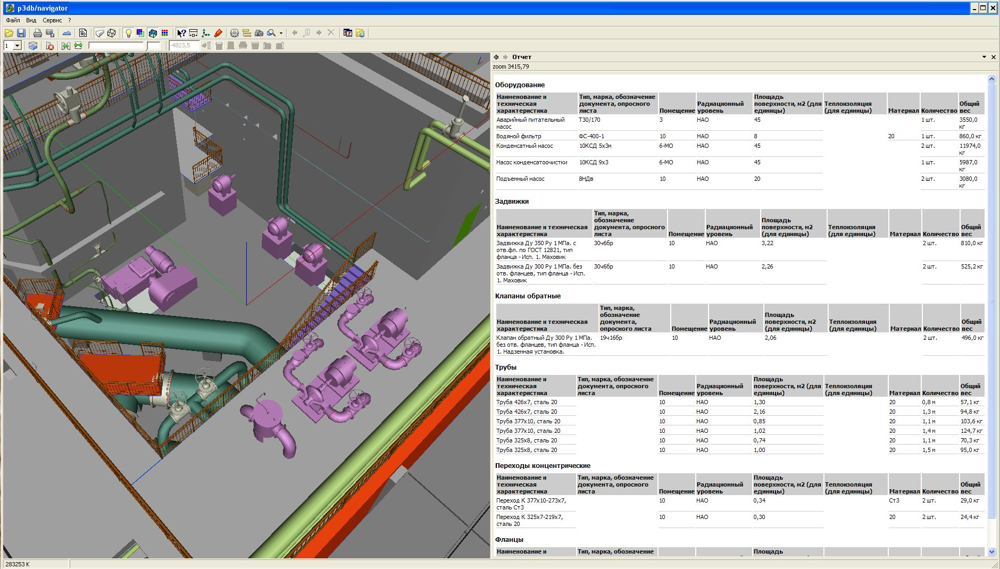 p3db/navigator
Файл Вид Сервис ?
1
-4823,5
Отчет
zoom 3415,79
Оборудование
Наименование и техническая характеристика Тип, марка, обозначение документа, опросного листа Помещение Радиационный уровень Площадь поверхности, м2 (для единицы) Теплоизоляция (для единицы) Материал Количество Общий вес
Аварийный питательный насос Т30/170 3 НАО 45 1 шт. 3550,0 кг
Водяной фильтр ФС-400-1 10 НАО 8 20 1 шт. 860,0 кг
Конденсатный насос 10КСД 5х3м 6-МО НАО 45 2 шт. 11974,0 кг
Насос конденсатоочистки 10КСД 9х3 6-МО НАО 45 1 шт. 5987,0 кг
Подъемный насос 8НДв 10 НАО 20 2 шт. 3080,0 кг
Задвижки
Наименование и техническая характеристика Тип, марка, обозначение документа, опросного листа Помещение Радиационный уровень Площадь поверхности, м2 (для единицы) Теплоизоляция (для единицы) Материал Количество Общий вес
Задвижка Ду 350 Ру 1 МПа. с отв.фл. по ГОСТ 12821, тип фланца - Исп. 1. Маховик 30ч6бр 10 НАО 3,22 2 шт. 810,0 кг
Задвижка Ду 300 Ру 1 МПа. без отв. фланцев, тип фланца - Исп. 1. Маховик 30ч6бр 10 НАО 2,26 2 шт. 525,2 кг
Клапаны обратные
Наименование и техническая характеристика Тип, марка, обозначение документа, опросного листа Помещение Радиационный уровень Площадь поверхности, м2 (для единицы) Теплоизоляция (для единицы) Материал Количество Общий вес
Клапан обратный Ду 300 Ру 1 МПа. без отв. фланцев, тип фланца - Исп. 1. Надземная установка. 19ч16бр 10 НАО 2,06 2 шт. 496,0 кг
Трубы
Наименование и техническая характеристика Тип, марка, обозначение документа, опросного листа Помещение Радиационный уровень Площадь поверхности, м2 (для единицы) Теплоизоляция (для единицы) Материал Количество Общий вес
Труба 426х7, сталь 20 10 НАО 1,30 20 0,8 м 57,1 кг
Труба 426х7, сталь 20 10 НАО 2,16 20 1,3 м 94,8 кг
Труба 377х10, сталь 20 10 НАО 0,85 20 1,1 м 103,6 кг
Труба 377х10, сталь 20 10 НАО 1,02 20 1,4 м 124,7 кг
Труба 325х8, сталь 20 10 НАО 0,74 20 1,1 м 70,3 кг
Труба 325х8, сталь 20 10 НАО 1,00 20 1,5 м 95,0 кг
Переходы концентрические
Наименование и техническая характеристика Тип, марка, обозначение документа, опросного листа Помещение Радиационный уровень Площадь поверхности, м2 (для единицы) Теплоизоляция (для единицы) Материал Количество Общий вес
Переход К 377х10-273х7, сталь Ст3 10 НАО 0,34 Ст3 2 шт. 29,0 кг
Переход К 325х7-219х7, сталь 20 10 НАО 0,30 20 2 шт. 24,4 кг
Фланцы
Наименование и Тип, марка, обозначение Площадь
283253 K